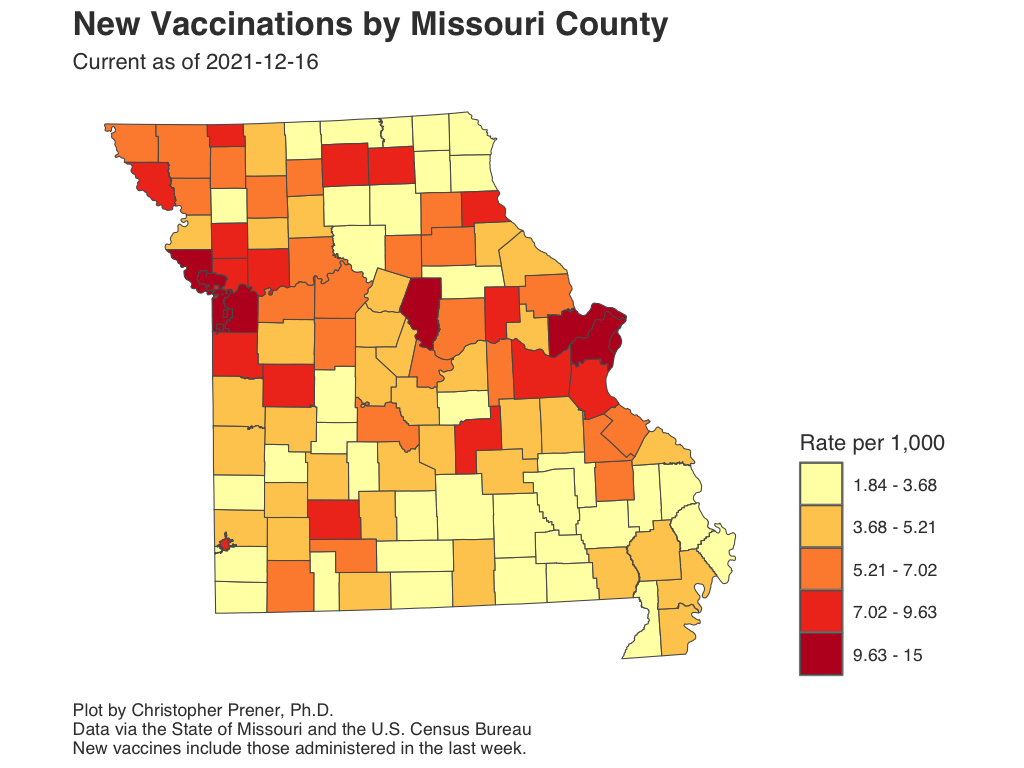 New Vaccinations by Missouri County
Current as of 2021-12-16
Rate per 1,000
1.84 - 3.68
3.68 - 5.21
5.21 - 7.02
7.02 - 9.63
9.63 - 15
Plot by Christopher Prener, Ph.D.
Data via the State of Missouri and the U.S. Census Bureau
New vaccines include those administered in the last week.